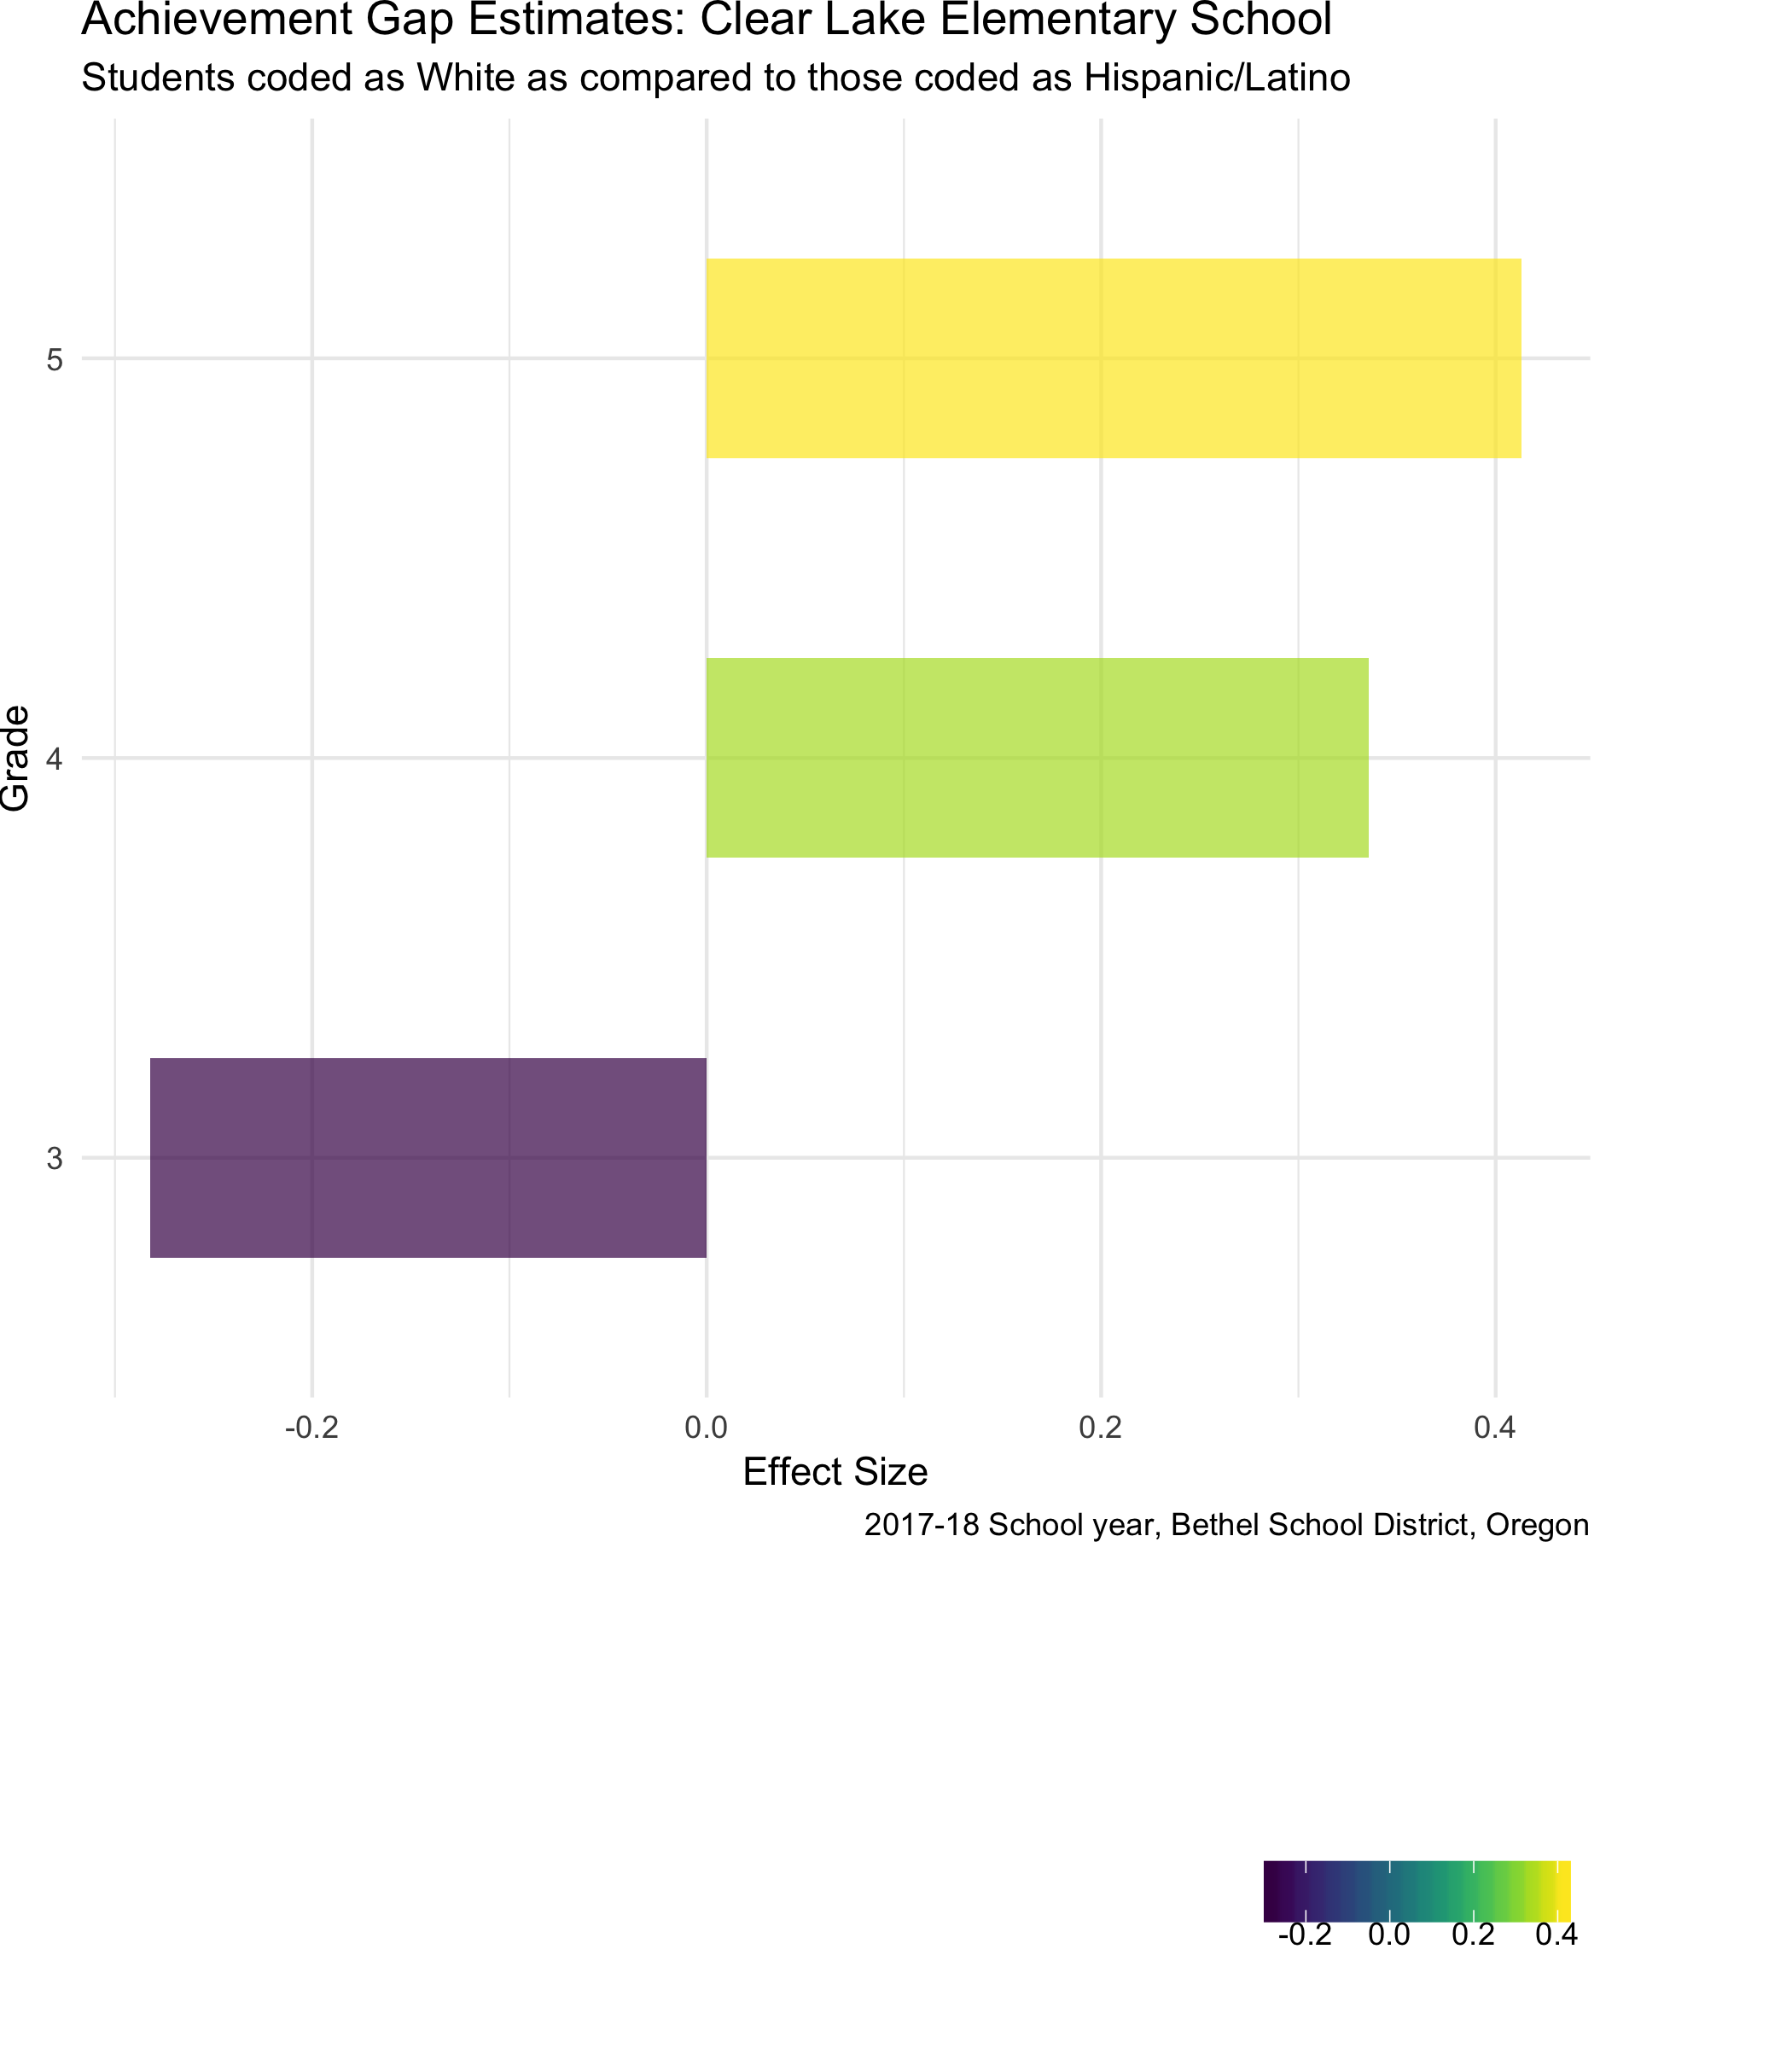 Achievement Gap Estimates: Clear Lake Elementary School
Students coded as White as compared to those coded as Hispanic/Latino
5
4
3
Grade
-0.2 0.0 0.2 0.4
Effect Size
2017-18 School year, Bethel School District, Oregon
-0.2 0.0 0.2 0.4